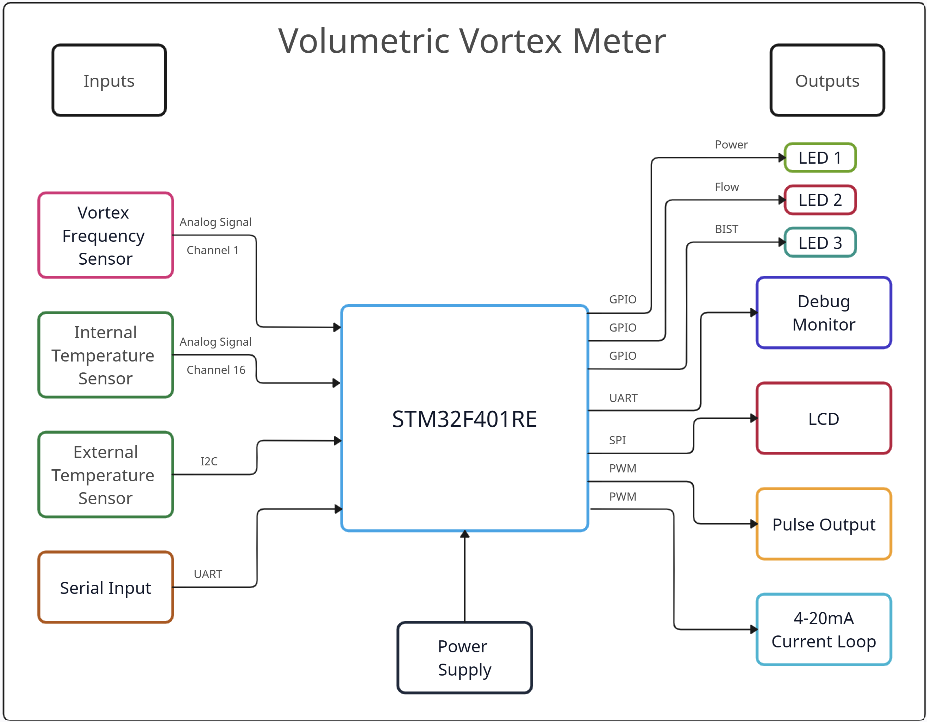 Volumetric Vortex Meter
Inputs
Outputs
Vortex
Frequency
Sensor
Analog Signal
Channel 1
Internal
Temperature
Sensor
Analog Signal
Channel 16
External
Temperature
Sensor
I2C
Serial Input
UART
STM32F401RE
Power
Supply
GPIO
Power
LED 1
GPIO
Flow
LED 2
GPIO
BIST
LED 3
UART
Debug
Monitor
SPI
LCD
PWM
Pulse Output
PWM
4-20mA
Current Loop